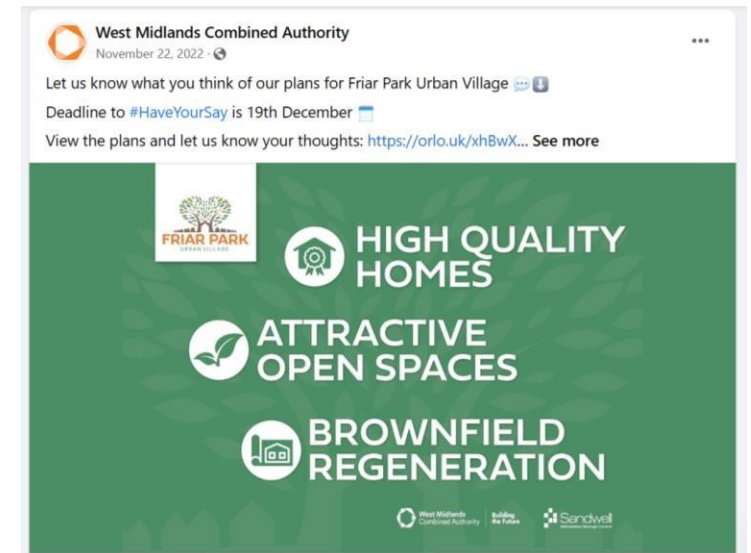 West Midlands Combined Authority
November 22, 2022 ·
Let us know what you think of our plans for Friar Park Urban Village
Deadline to #HaveYourSay is 19th December
View the plans and let us know your thoughts: https://orlo.uk/xhBwX... See more
FRIAR PARK
URBAN VILLAGE
HIGH QUALITY
HOMES
ATTRACTIVE
OPEN SPACES
BROWNFIELD
REGENERATION
West Midlands
Combined Authority
Building
the Future
Sandwell